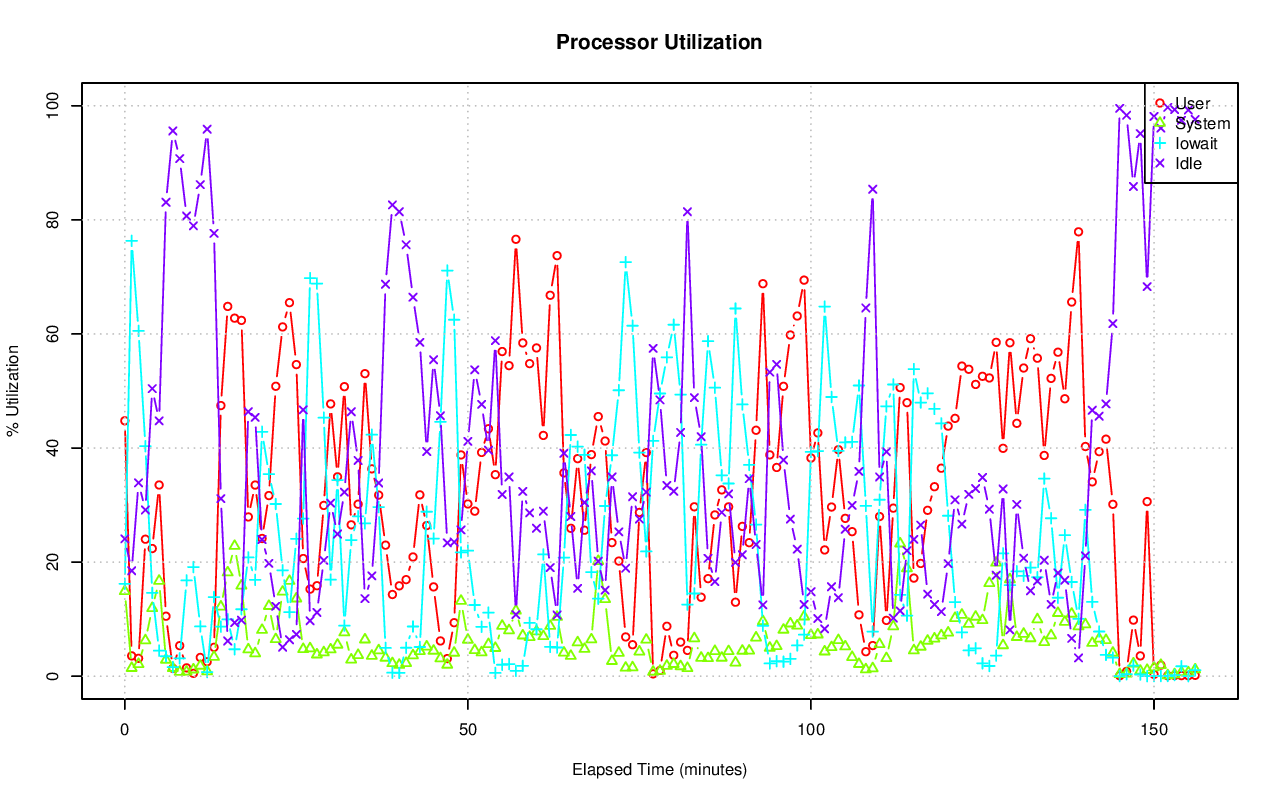 Processor Utilization
100
80
60
40
20
0
% Utilization
User
System
Iowait
Idle
0
50
100
150
Elapsed Time (minutes)